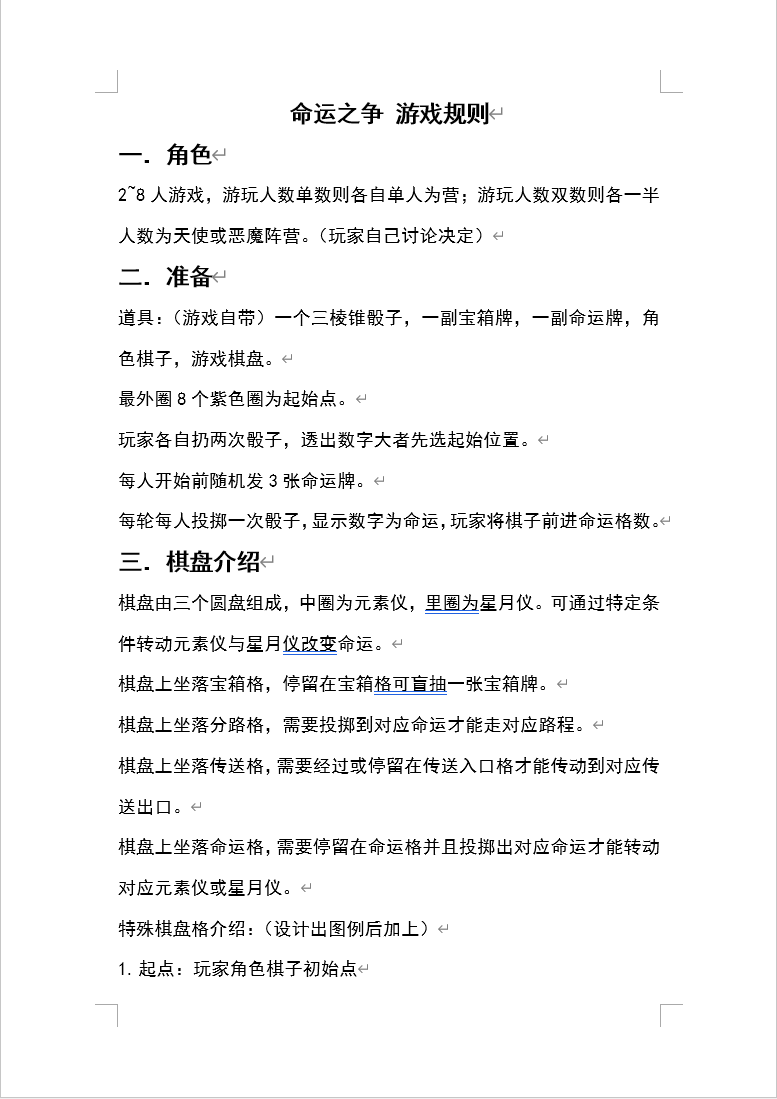 命运之争 游戏规则
一．角色
2~8 人游戏，游玩人数单数则各自单人为营；游玩人数双数则各一半
人数为天使或恶魔阵营。（玩家自己讨论决定）
二．准备
道具：（游戏自带）一个三棱锥骰子，一副宝箱牌，一副命运牌，角
色棋子，游戏棋盘。
最外圈 8 个紫色圈为起始点。
玩家各自扔两次骰子，透出数字大者先选起始位置。
每人开始前随机发 3 张命运牌。
每轮每人投掷一次骰子，显示数字为命运，玩家将棋子前进命运格数。
三．棋盘介绍
棋盘由三个圆盘组成，中圈为元素仪，里圈为星月仪。可通过特定条
件转动元素仪与星月仪改变命运。
棋盘上坐落宝箱格，停留在宝箱格可盲抽一张宝箱牌。
棋盘上坐落分路格，需要投掷到对应命运才能走对应路程。
棋盘上坐落传送格，需要经过或停留在传送入口格才能传动到对应传
送出口。
棋盘上坐落命运格，需要停留在命运格并且投掷出对应命运才能转动
对应元素仪或星月仪。
特殊棋盘格介绍：（设计出图例后加上）
1. 起点：玩家角色棋子初始点